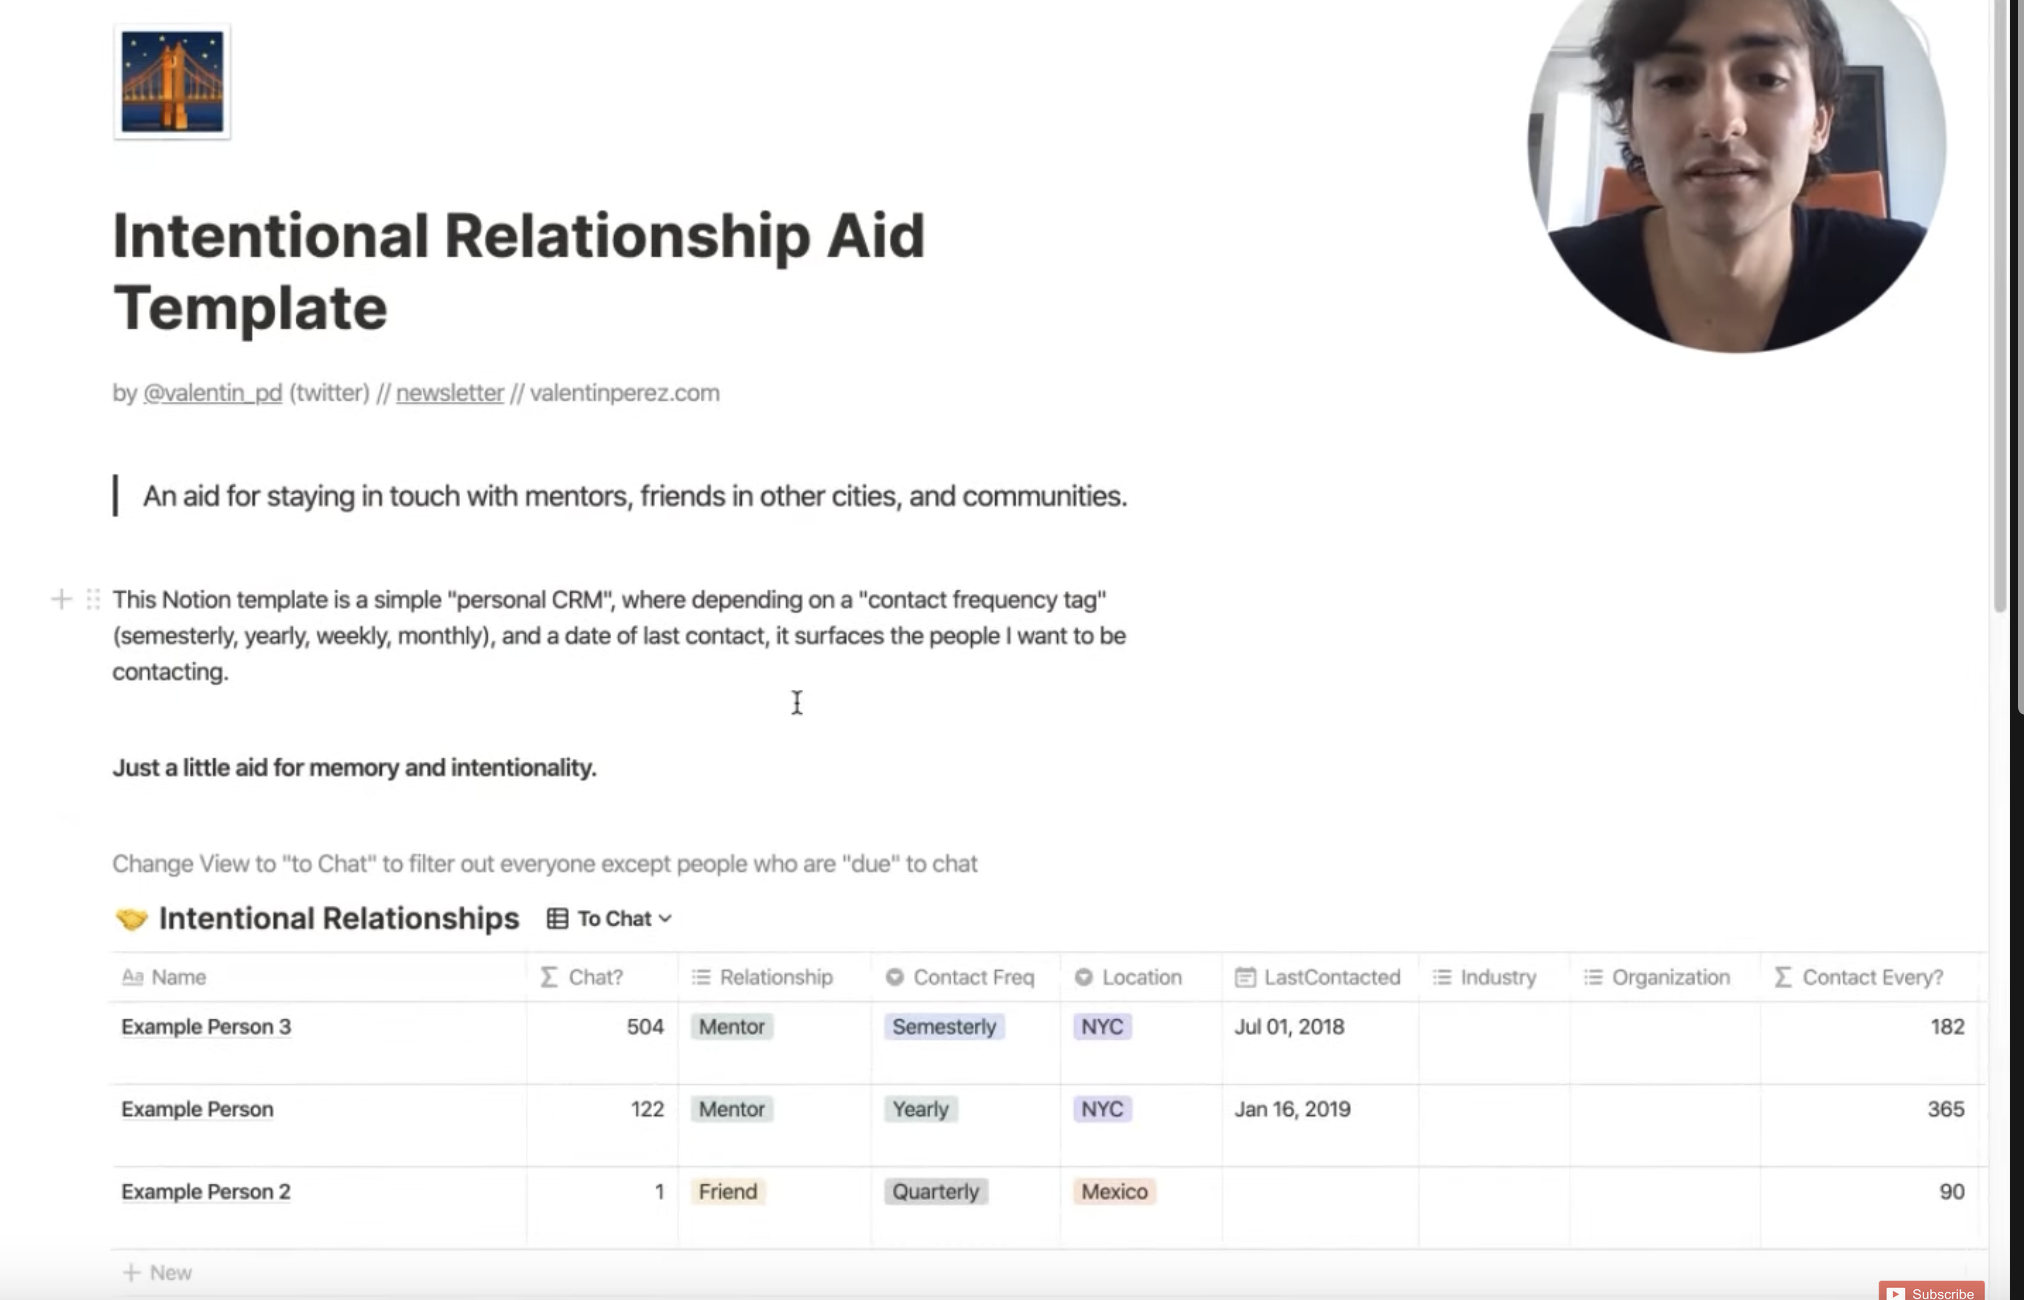 Intentional Relationship Aid
Template
by @valentin_pd (twitter) // newsletter // valentinperez.com
An aid for staying in touch with mentors, friends in other cities, and communities.
This Notion template is a simple "personal CRM", where depending on a "contact frequency tag"
(semesterly, yearly, weekly, monthly), and a date of last contact, it surfaces the people I want to be
contacting.
Just a little aid for memory and intentionality.
Change View to "to Chat" to filter out everyone except people who are "due" to chat
Intentional Relationships To Chat
Aa Name Σ Chat? Relationship Contact Freq Location LastContacted Industry Organization Σ Contact Every?
Example Person 3 504 Mentor Semesterly NYC Jul 01, 2018 182
Example Person 122 Mentor Yearly NYC Jan 16, 2019 365
Example Person 2 1 Friend Quarterly Mexico 90
+ New
Subscribe